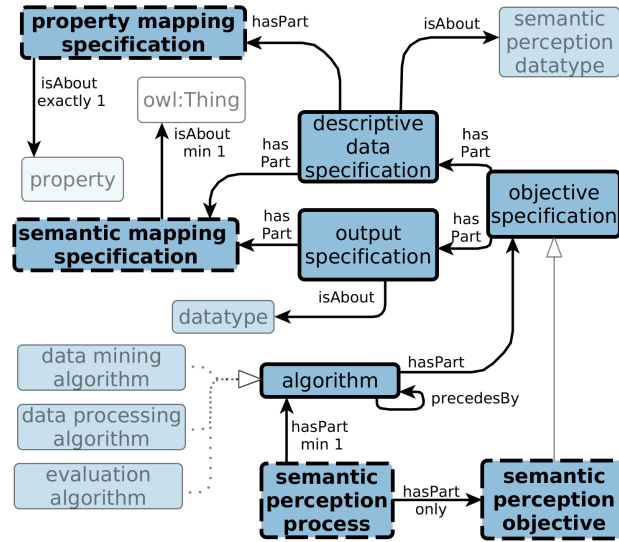 property mapping
specification
hasPart
isAbout
semantic
perception
datatype
isAbout
exactly 1
owl:Thing
isAbout
min 1
property
has
Part
descriptive
data
specification
has
Part
objective
specification
semantic mapping
specification
has
Part
output
specification
has
Part
isAbout
datatype
data mining
algorithm
data processing
algorithm
evaluation
algorithm
algorithm
hasPart
precedesBy
hasPart
min 1
semantic
perception
process
hasPart
only
semantic
perception
objective